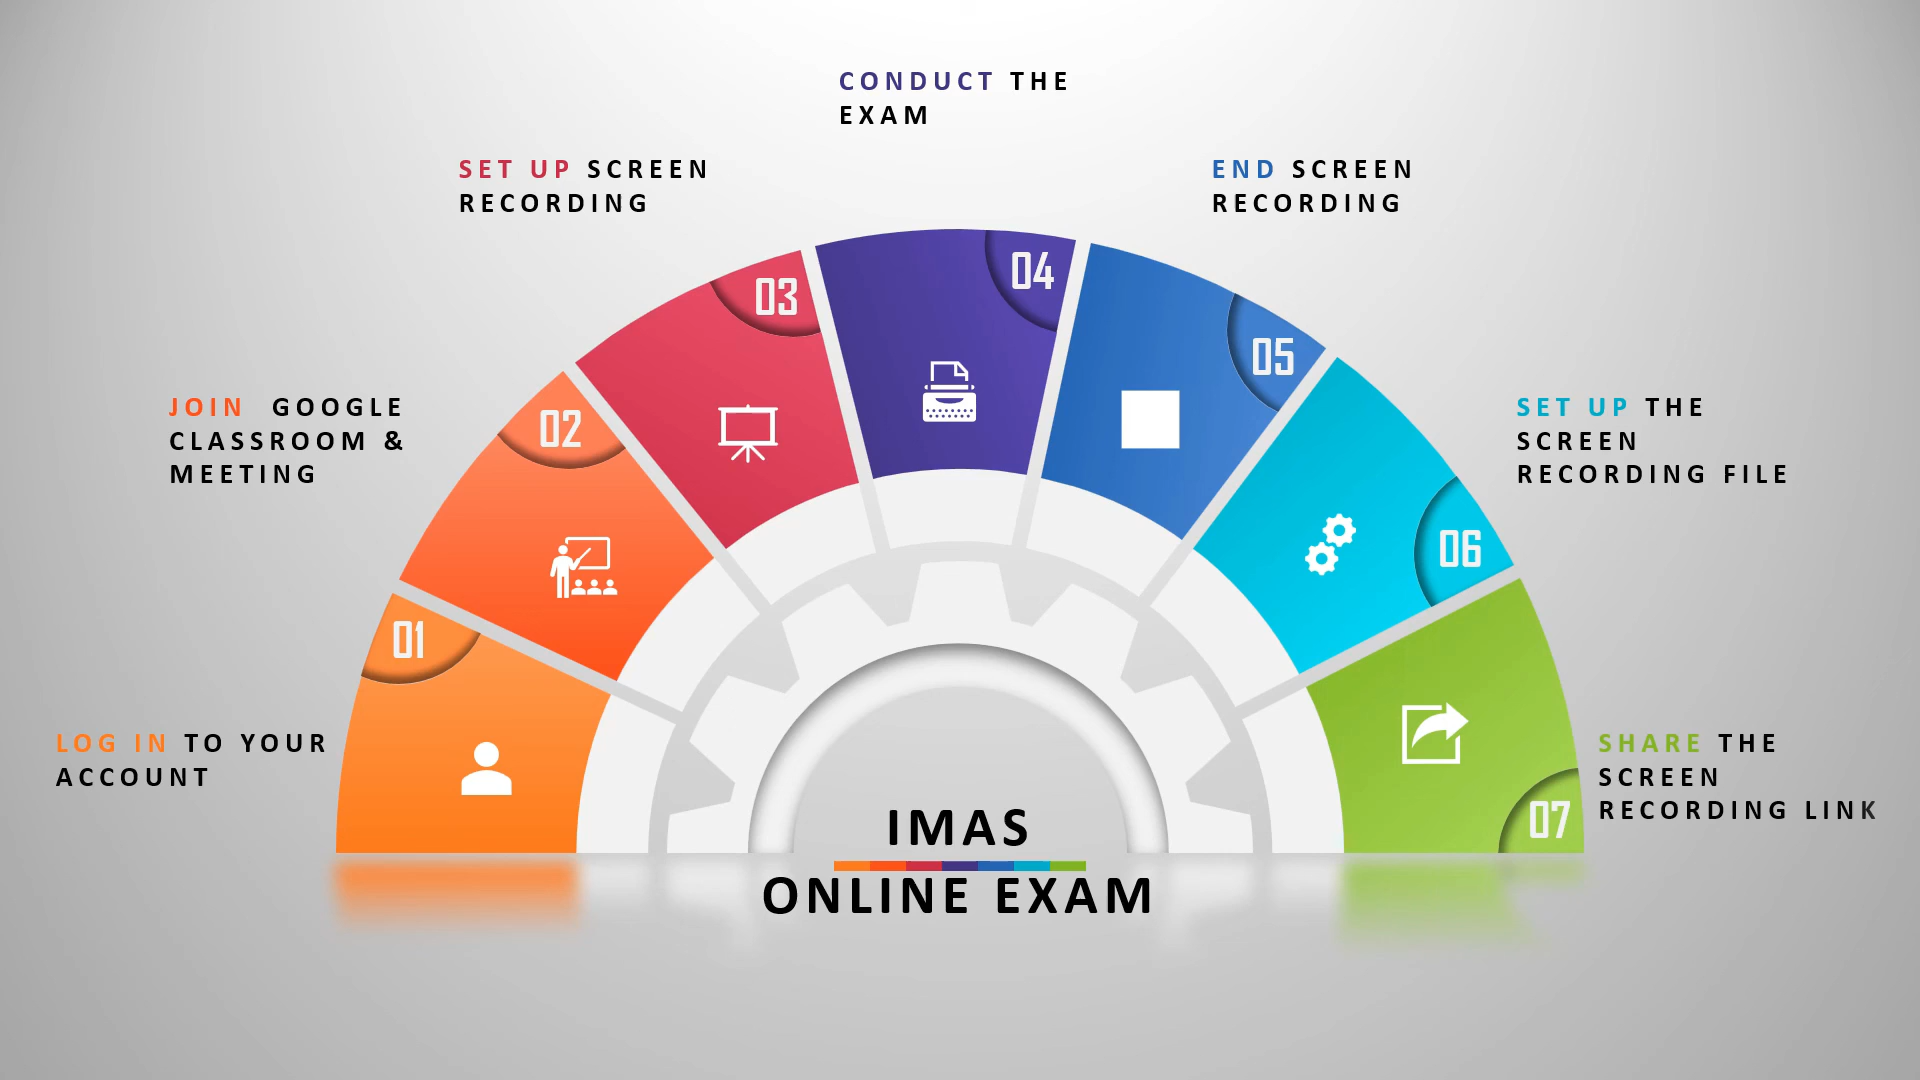 LOG IN TO YOUR
ACCOUNT
01
JOIN GOOGLE
CLASSROOM &
MEETING
02
SET UP SCREEN
RECORDING
03
CONDUCT THE
EXAM
04
END SCREEN
RECORDING
05
SET UP THE
SCREEN
RECORDING FILE
06
SHARE THE
SCREEN
RECORDING LINK
07
IMAS
ONLINE EXAM